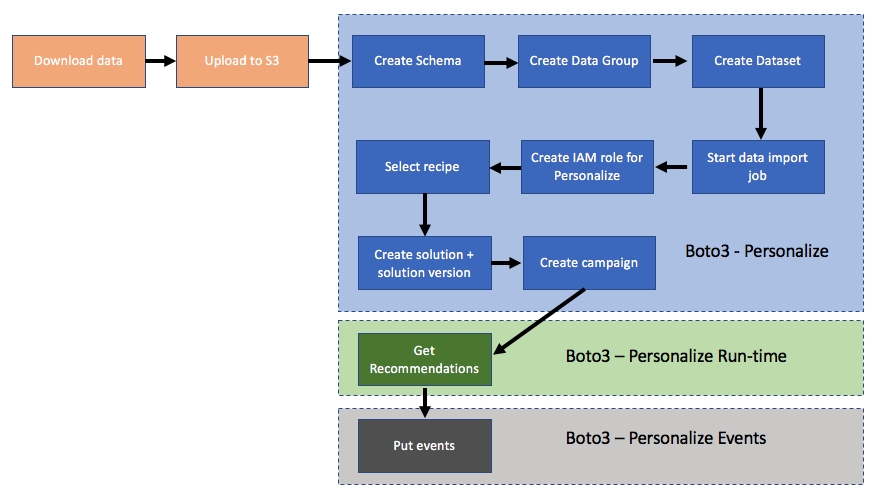 Download data
Upload to S3
Create Schema
Create Data Group
Create Dataset
Start data import
job
Create IAM role for
Personalize
Select recipe
Boto3 - Personalize
Create solution +
solution version
Create campaign
Get
Recommendations
Boto3 – Personalize Run-time
Put events
Boto3 – Personalize Events